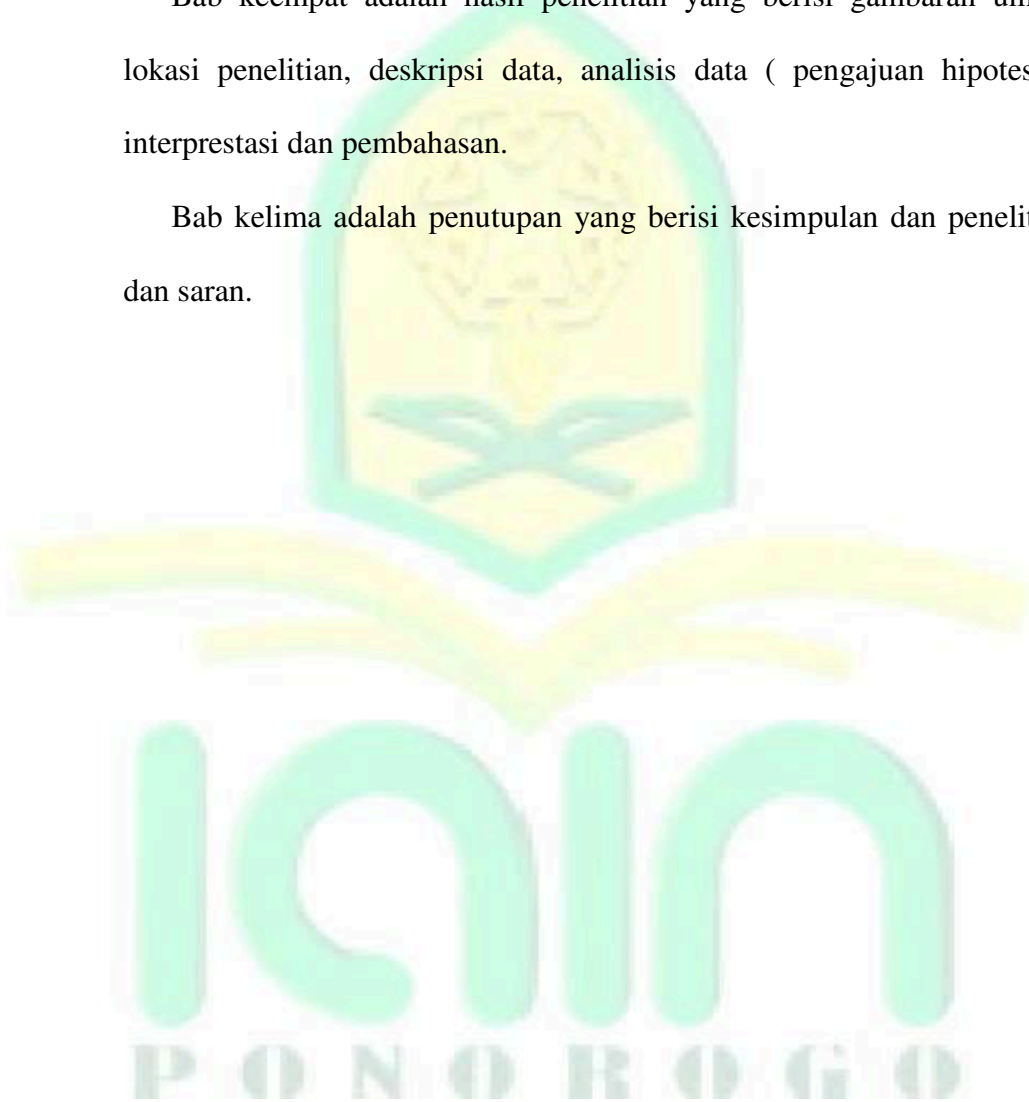 Bab keempat adalah hasil penelitian yang berisi gambaran
lokasi penelitian, deskripsi data, analisis data ( pengajuan
interprestasi dan pembahasan.
Bab kelima adalah penutupan yang berisi kesimpulan dan
dan saran.
iain
PONOROGO